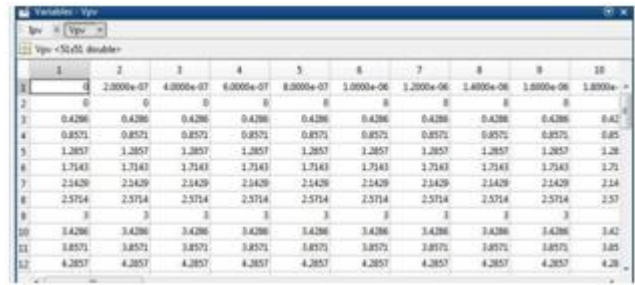 Variables - Vpv
Ipv × Vpv ×
Vpv <51x51 double>
1 2 3 4 5 6 7 8 9 10
1 0 2.0000e-07 4.0000e-07 6.0000e-07 8.0000e-07 1.0000e-06 1.2000e-06 1.4000e-06 1.6000e-06 1.8000e-
2 0 0 0 0 0 0 0 0 0
3 0.4286 0.4286 0.4286 0.4286 0.4286 0.4286 0.4286 0.4286 0.4286 0.42
4 0.8571 0.8571 0.8571 0.8571 0.8571 0.8571 0.8571 0.8571 0.8571 0.85
5 1.2857 1.2857 1.2857 1.2857 1.2857 1.2857 1.2857 1.2857 1.2857 1.28
6 1.7143 1.7143 1.7143 1.7143 1.7143 1.7143 1.7143 1.7143 1.7143 1.71
7 2.1429 2.1429 2.1429 2.1429 2.1429 2.1429 2.1429 2.1429 2.1429 2.14
8 2.5714 2.5714 2.5714 2.5714 2.5714 2.5714 2.5714 2.5714 2.5714 2.57
9 3 3 3 3 3 3 3 3 3
10 3.4286 3.4286 3.4286 3.4286 3.4286 3.4286 3.4286 3.4286 3.4286 3.42
11 3.8571 3.8571 3.8571 3.8571 3.8571 3.8571 3.8571 3.8571 3.8571 3.85
12 4.2857 4.2857 4.2857 4.2857 4.2857 4.2857 4.2857 4.2857 4.2857 4.28